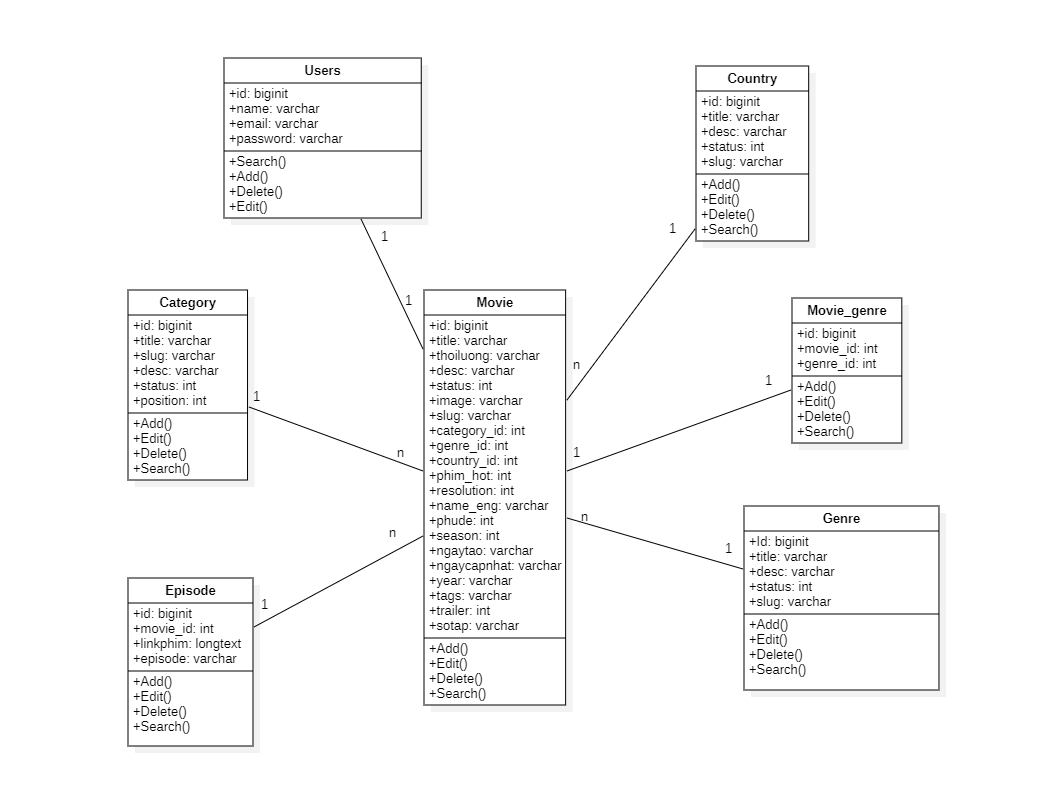 Users
+id: biginit
+name: varchar
+email: varchar
+password: varchar
+Search()
+Add()
+Delete()
+Edit()
Country
+id: biginit
+title: varchar
+desc: varchar
+status: int
+slug: varchar
+Add()
+Edit()
+Delete()
+Search()
1
1
1
n
Category
+id: biginit
+title: varchar
+slug: varchar
+desc: varchar
+status: int
+position: int
+Add()
+Edit()
+Delete()
+Search()
1
n
Movie
+id: biginit
+title: varchar
+thoiluong: varchar
+desc: varchar
+status: int
+image: varchar
+slug: varchar
+category_id: int
+genre_id: int
+country_id: int
+phim_hot: int
+resolution: int
+name_eng: varchar
+phude: int
+season: int
+ngaytao: varchar
+ngaycapnhat: varchar
+year: varchar
+tags: varchar
+trailer: int
+sotap: varchar
+Add()
+Edit()
+Delete()
+Search()
Movie_genre
+id: biginit
+movie_id: int
+genre_id: int
+Add()
+Edit()
+Delete()
+Search()
1
1
n
1
Genre
+Id: biginit
+title: varchar
+desc: varchar
+status: int
+slug: varchar
+Add()
+Edit()
+Delete()
+Search()
n
1
Episode
+id: biginit
+movie_id: int
+linkphim: longtext
+episode: varchar
+Add()
+Edit()
+Delete()
+Search()